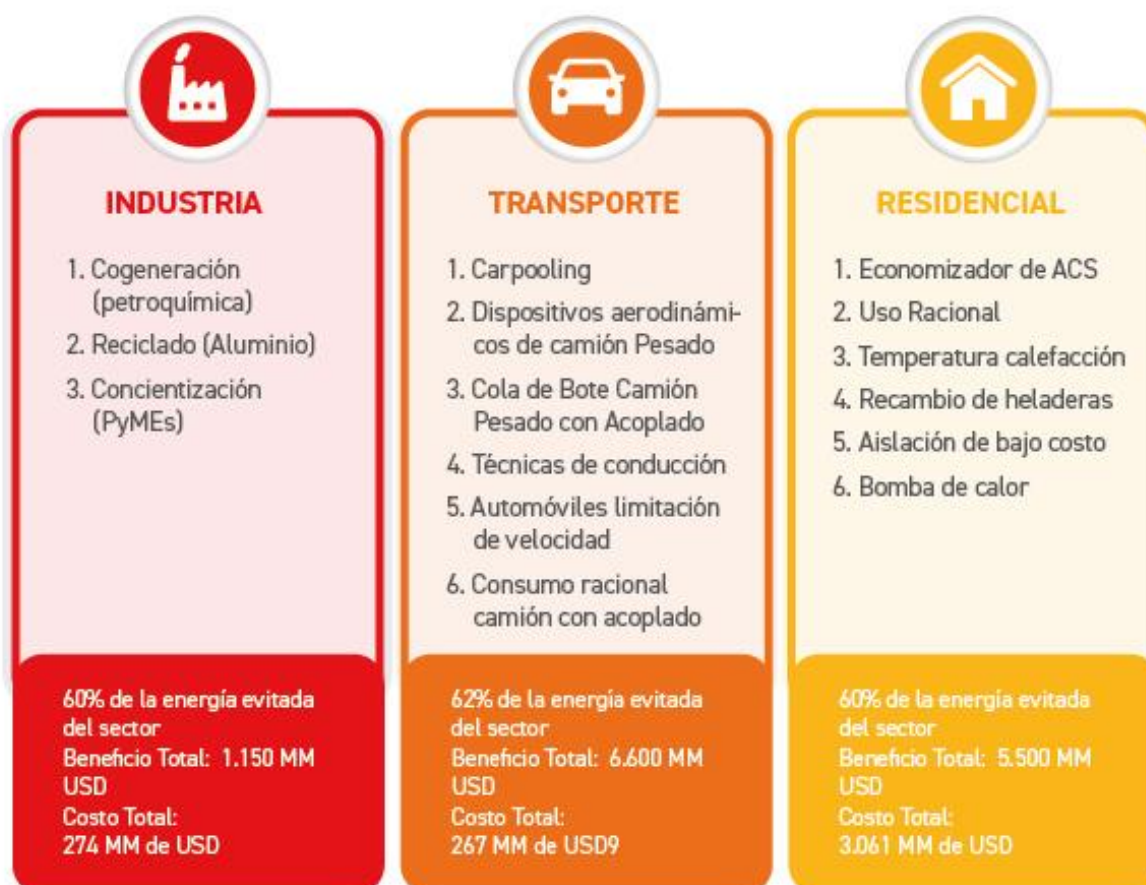 INDUSTRIA
1. Cogeneración
(petroquímica)
2. Reciclado (Aluminio)
3. Concientización
(PyMEs)
60% de la energía evitada
del sector
Beneficio Total: 1.150 MM
USD
Costo Total:
274 MM de USD
TRANSPORTE
1. Carpooling
2. Dispositivos aerodinámi-
cos de camión Pesado
3. Cola de Bote Camión
Pesado con Acoplado
4. Técnicas de conducción
5. Automóviles limitación
de velocidad
6. Consumo racional
camión con acoplado
62% de la energía evitada
del sector
Beneficio Total: 6.600 MM
USD
Costo Total:
267 MM de USD9
RESIDENCIAL
1. Economizador de ACS
2. Uso Racional
3. Temperatura calefacción
4. Recambio de heladeras
5. Aislación de bajo costo
6. Bomba de calor
60% de la energía evitada
del sector
Beneficio Total: 5.500 MM
USD
Costo Total:
3.061 MM de USD